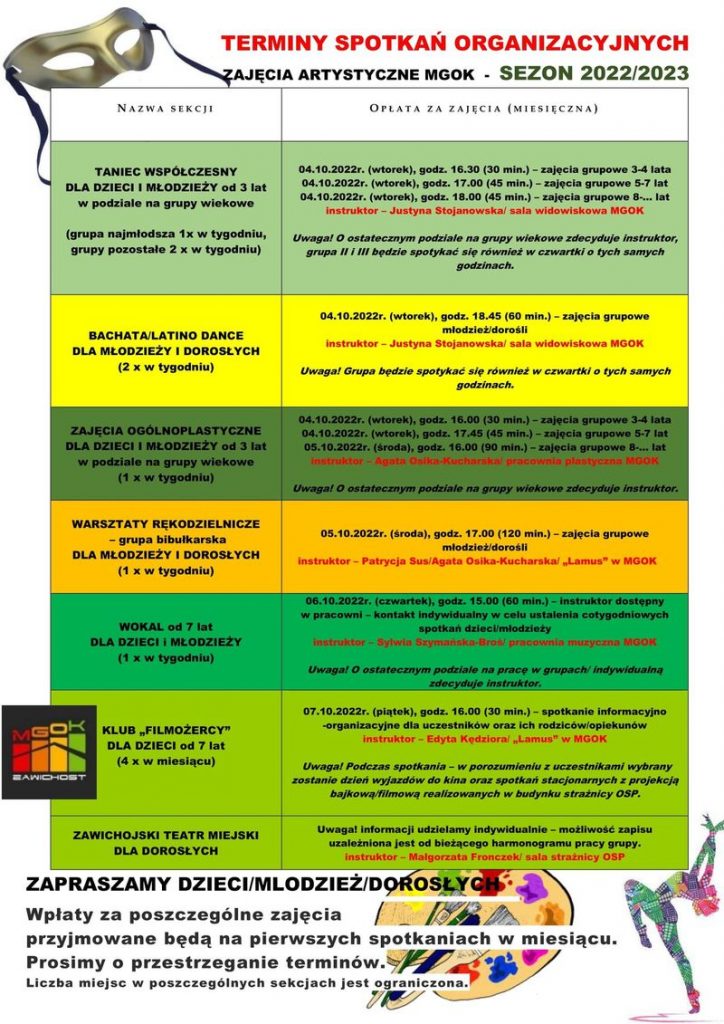 TERMINY SPOTKAŃ ORGANIZACYJNYCH
ZAJĘCIA ARTYSTYCZNE MGOK - SEZON 2022/2023
NAZWA SEKCJI
OPŁATA ZA ZAJĘCIA (MIESIĘCZNA)
TANIEC WSPÓŁCZESNY
DLA DZIECI I MŁODZIEŻY od 3 lat
w podziale na grupy wiekowe
(grupa najmłodsza 1x w tygodniu,
grupy pozostałe 2 x w tygodniu)
04.10.2022r. (wtorek), godz. 16.30 (30 min.) – zajęcia grupowe 3-4 lata
04.10.2022r. (wtorek), godz. 17.00 (45 min.) – zajęcia grupowe 5-7 lat
04.10.2022r. (wtorek), godz. 18.00 (45 min.) – zajęcia grupowe 8-... lat
instruktor – Justyna Stojanowska/ sala widowiskowa MGOK
Uwaga! O ostatecznym podziale na grupy wiekowe zdecyduje instruktor,
grupa II i III będzie spotykać się również w czwartki o tych samych
godzinach.
BACHATA/LATINO DANCE
DLA MŁODZIEŻY I DOROSŁYCH
(2 x w tygodniu)
04.10.2022r. (wtorek), godz. 18.45 (60 min.) – zajęcia grupowe
młodzież/dorośli
instruktor – Justyna Stojanowska/ sala widowiskowa MGOK
Uwaga! Grupa będzie spotykać się również w czwartki o tych samych
godzinach.
ZAJĘCIA OGÓLNOPLASTYCZNE
DLA DZIECI I MŁODZIEŻY od 3 lat
w podziale na grupy wiekowe
(1 x w tygodniu)
04.10.2022r. (wtorek), godz. 16.00 (30 min.) – zajęcia grupowe 3-4 lata
04.10.2022r. (wtorek), godz. 17.45 (45 min.) – zajęcia grupowe 5-7 lat
05.10.2022r. (środa), godz. 16.00 (90 min.) – zajęcia grupowe 8-... lat
instruktor – Agata Osika-Kucharska/ pracownia plastyczna MGOK
Uwaga! O ostatecznym podziale na grupy wiekowe zdecyduje instruktor.
WARSZTATY RĘKODZIELNICZE
– grupa bibułkarska
DLA MŁODZIEŻY I DOROSŁYCH
(1 x w tygodniu)
05.10.2022r. (środa), godz. 17.00 (120 min.) – zajęcia grupowe
młodzież/dorośli
instruktor – Patrycja Sus/Agata Osika-Kucharska/ „Lamus” w MGOK
WOKAL od 7 lat
DLA DZIECI i MŁODZIEŻY
(1 x w tygodniu)
06.10.2022r. (czwartek), godz. 15.00 (60 min.) – instruktor dostępny
w pracowni – kontakt indywidualny w celu ustalenia cotygodniowych
spotkań dzieci/młodzieży
instruktor – Sylwia Szymańska-Broś/ pracownia muzyczna MGOK
Uwaga! O ostatecznym podziale na pracę w grupach/ indywidualną
zdecyduje instruktor.
MGOK
ZAWICHOST
KLUB „FILMOŻERCY”
DLA DZIECI od 7 lat
(4 x w miesiącu)
07.10.2022r. (piątek), godz. 16.00 (30 min.) – spotkanie informacyjno
-organizacyjne dla uczestników oraz ich rodziców/opiekunów
instruktor – Edyta Kędziora/ „Lamus” w MGOK
Uwaga! Podczas spotkania – w porozumieniu z uczestnikami wybrany
zostanie dzień wyjazdów do kina oraz spotkań stacjonarnych z projekcją
bajkową/filmową realizowanych w budynku strażnicy OSP.
ZAWICHOJSKI TEATR MIEJSKI
DLA DOROSŁYCH
Uwaga! informacji udzielamy indywidualnie – możliwość zapisu
uzależniona jest od bieżącego harmonogramu pracy grupy.
instruktor – Małgorzata Fronczek/ sala strażnicy OSP
ZAPRASZAMY DZIECI/MLODZIEŻ/DOROSŁYCH
Wpłaty za poszczególne zajęcia
przyjmowane będą na pierwszych spotkaniach w miesiącu.
Prosimy o przestrzeganie terminów.
Liczba miejsc w poszczególnych sekcjach jest ograniczona.